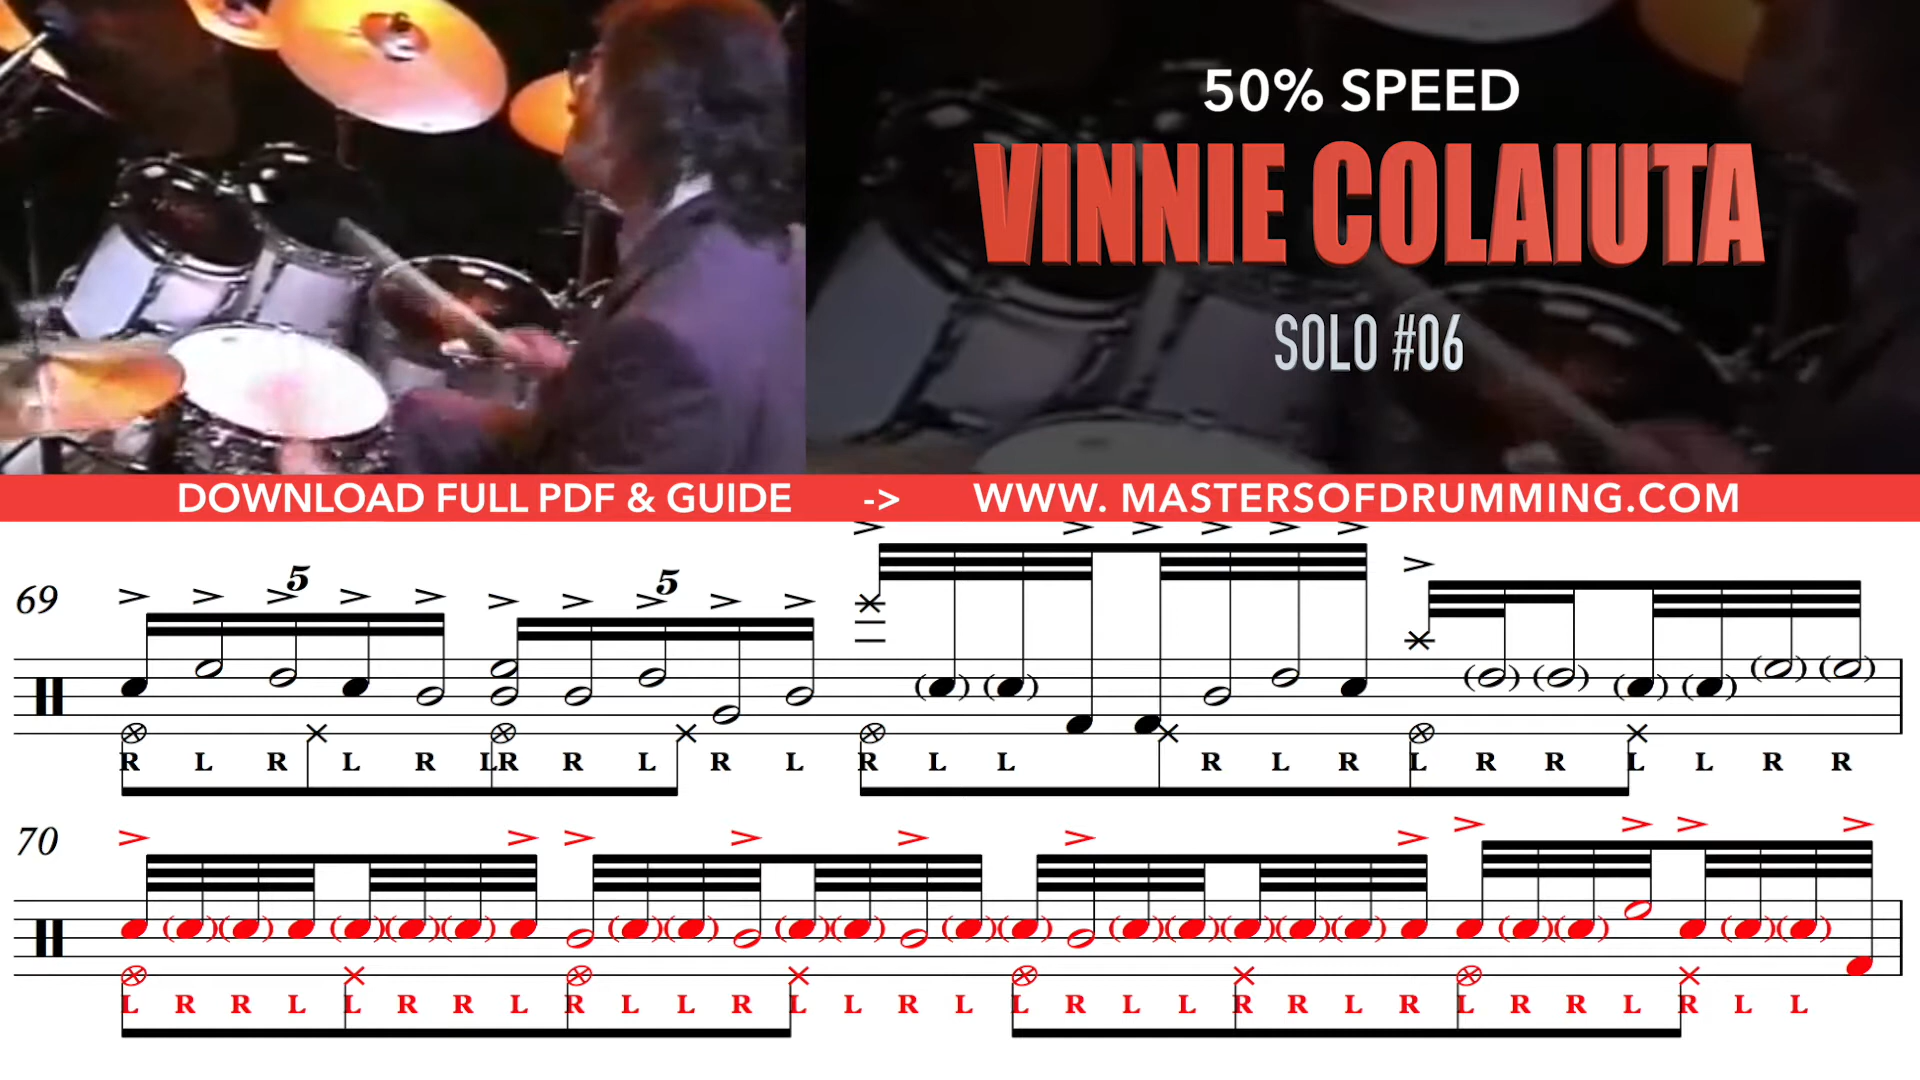 50% SPEED
VINNIE COLAIUTA
SOLO #06
DOWNLOAD FULL PDF & GUIDE -> WWW. MASTERSOFDRUMMING.COM
69 5 5
R L R L R LR R L R L R L L R L R L R R L L R R
70
L R R L L R R L R L L R L L R L L R L L R R L R L R R L R L L